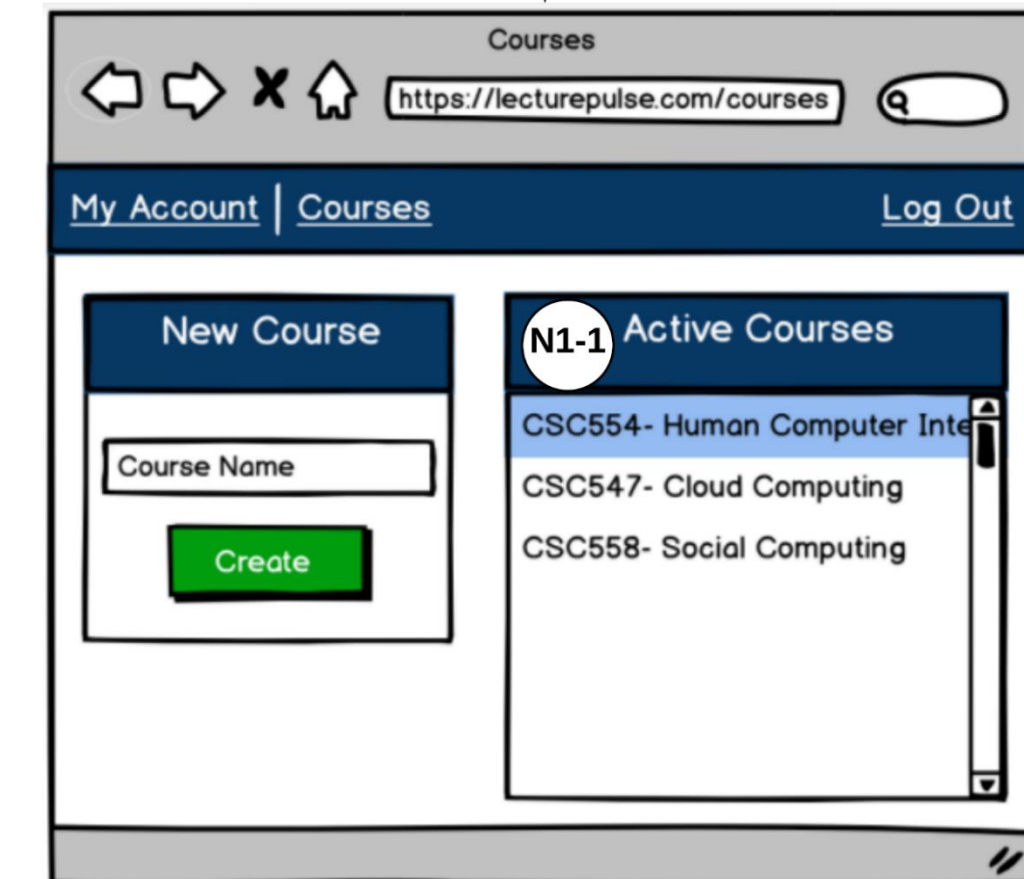 Courses
https://lecturepulse.com/courses
My Account | Courses
Log Out
New Course
Course Name
Create
N1-1
Active Courses
CSC554- Human Computer Inte
CSC547- Cloud Computing
CSC558- Social Computing